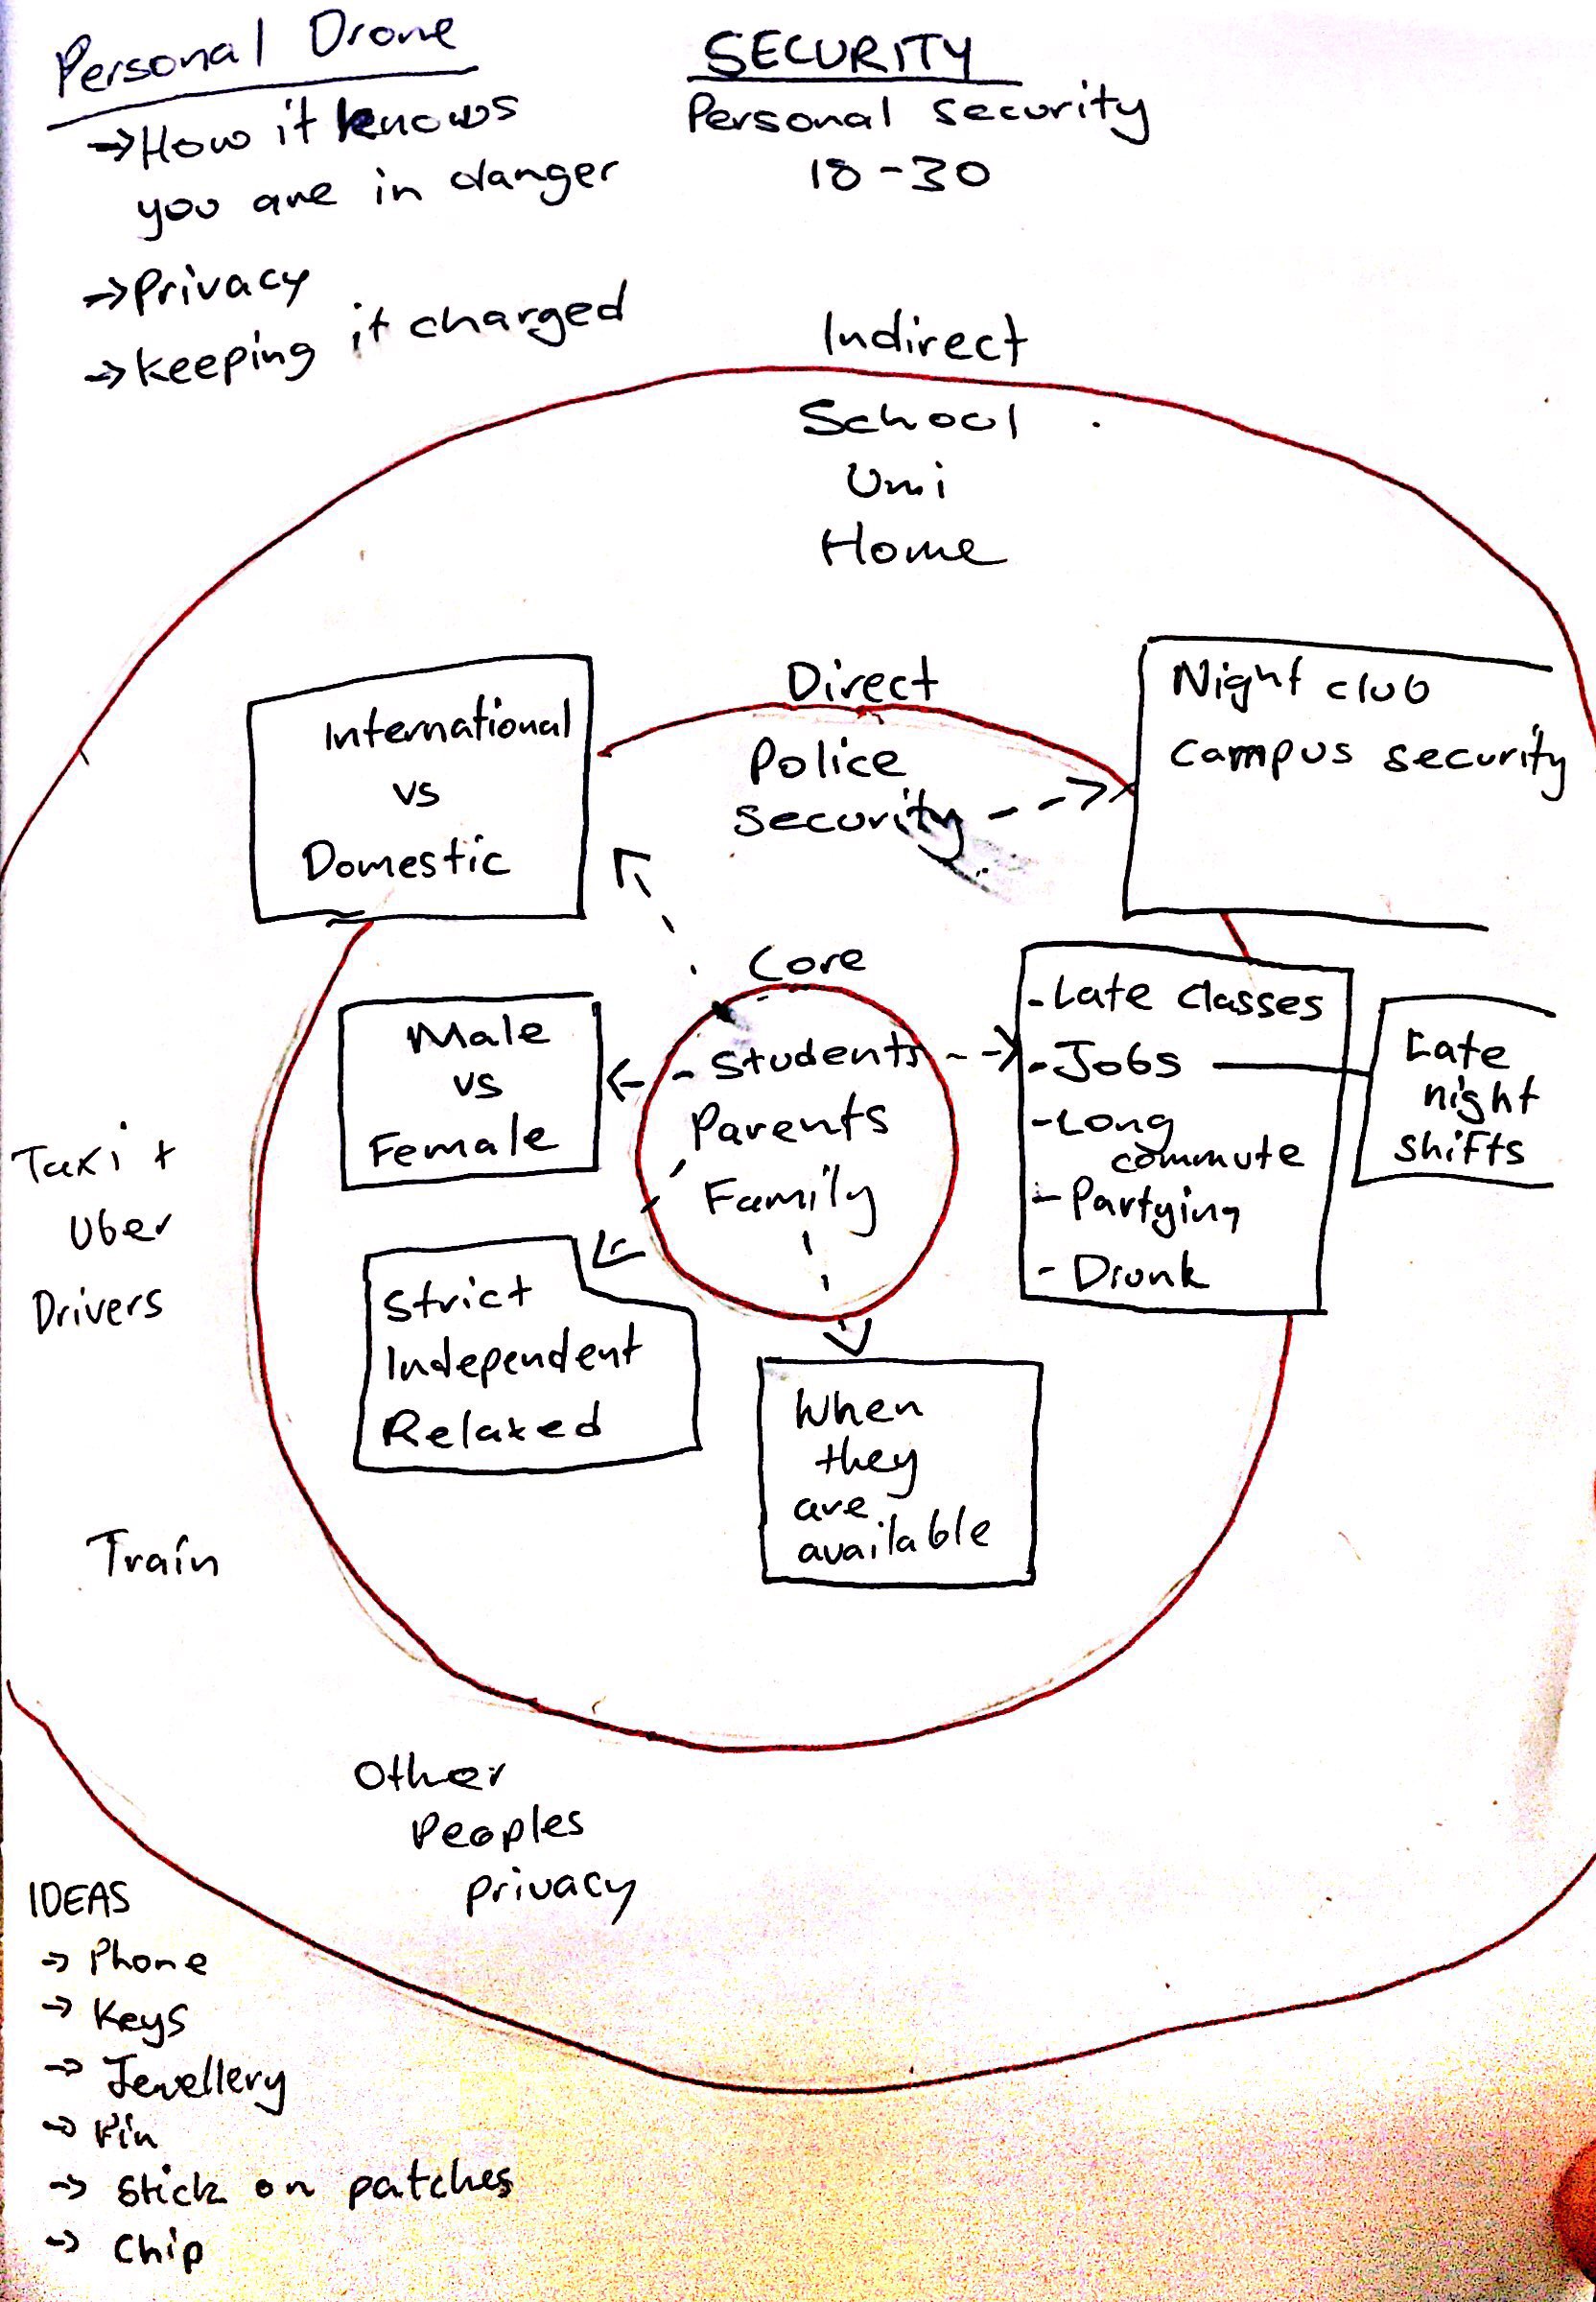 Personal Drone
→ How it knows
you are in danger
→ Privacy
→ keeping it charged
SECURITY
Personal security
18-30
Indirect
School
Uni
Home
Direct
Police
security
Night club
campus security
International
vs
Domestic
Core
Students
Parents
Family
Male
vs
Female
- Late classes
- Jobs
- Long
commute
- Partying
- Drunk
Late
night
shifts
Strict
Independent
Relaxed
When
they
are
available
Taxi +
Uber
Drivers
Train
Other
Peoples
privacy
IDEAS
→ Phone
→ Keys
→ Jewellery
→ Pin
→ Stick on patches
→ Chip